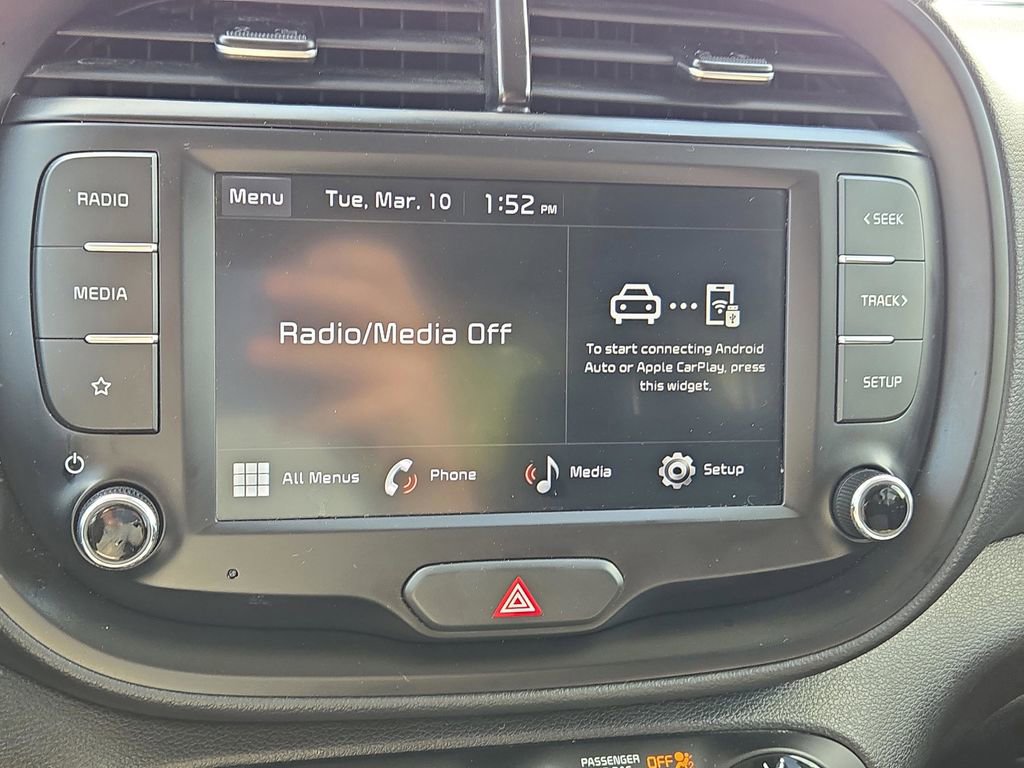 RADIO
MEDIA
Menu Tue, Mar. 10 1:52 PM
Radio/Media Off
To start connecting Android
Auto or Apple CarPlay, press
this widget.
All Menus Phone Media Setup
< SEEK
TRACK >
SETUP
PASSENGER
OFF